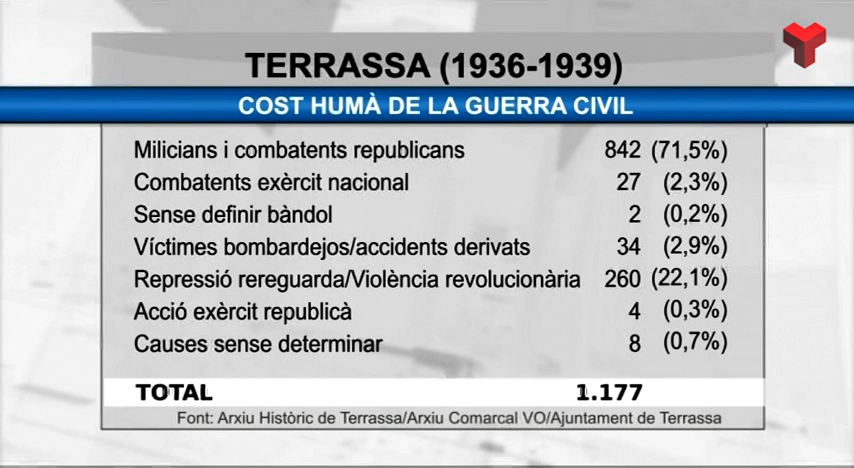 TERRASSA (1936-1939)
COST HUMÀ DE LA GUERRA CIVIL
Milicians i combatents republicans 842 (71,5%)
Combatents exèrcit nacional 27 (2,3%)
Sense definir bàndol 2 (0,2%)
Víctimes bombardejos/accidents derivats 34 (2,9%)
Repressió rereguarda/Violència revolucionària 260 (22,1%)
Acció exèrcit republicà 4 (0,3%)
Causes sense determinar 8 (0,7%)
TOTAL 1.177
Font: Arxiu Històric de Terrassa/Arxiu Comarcal VO/Ajuntament de Terrassa